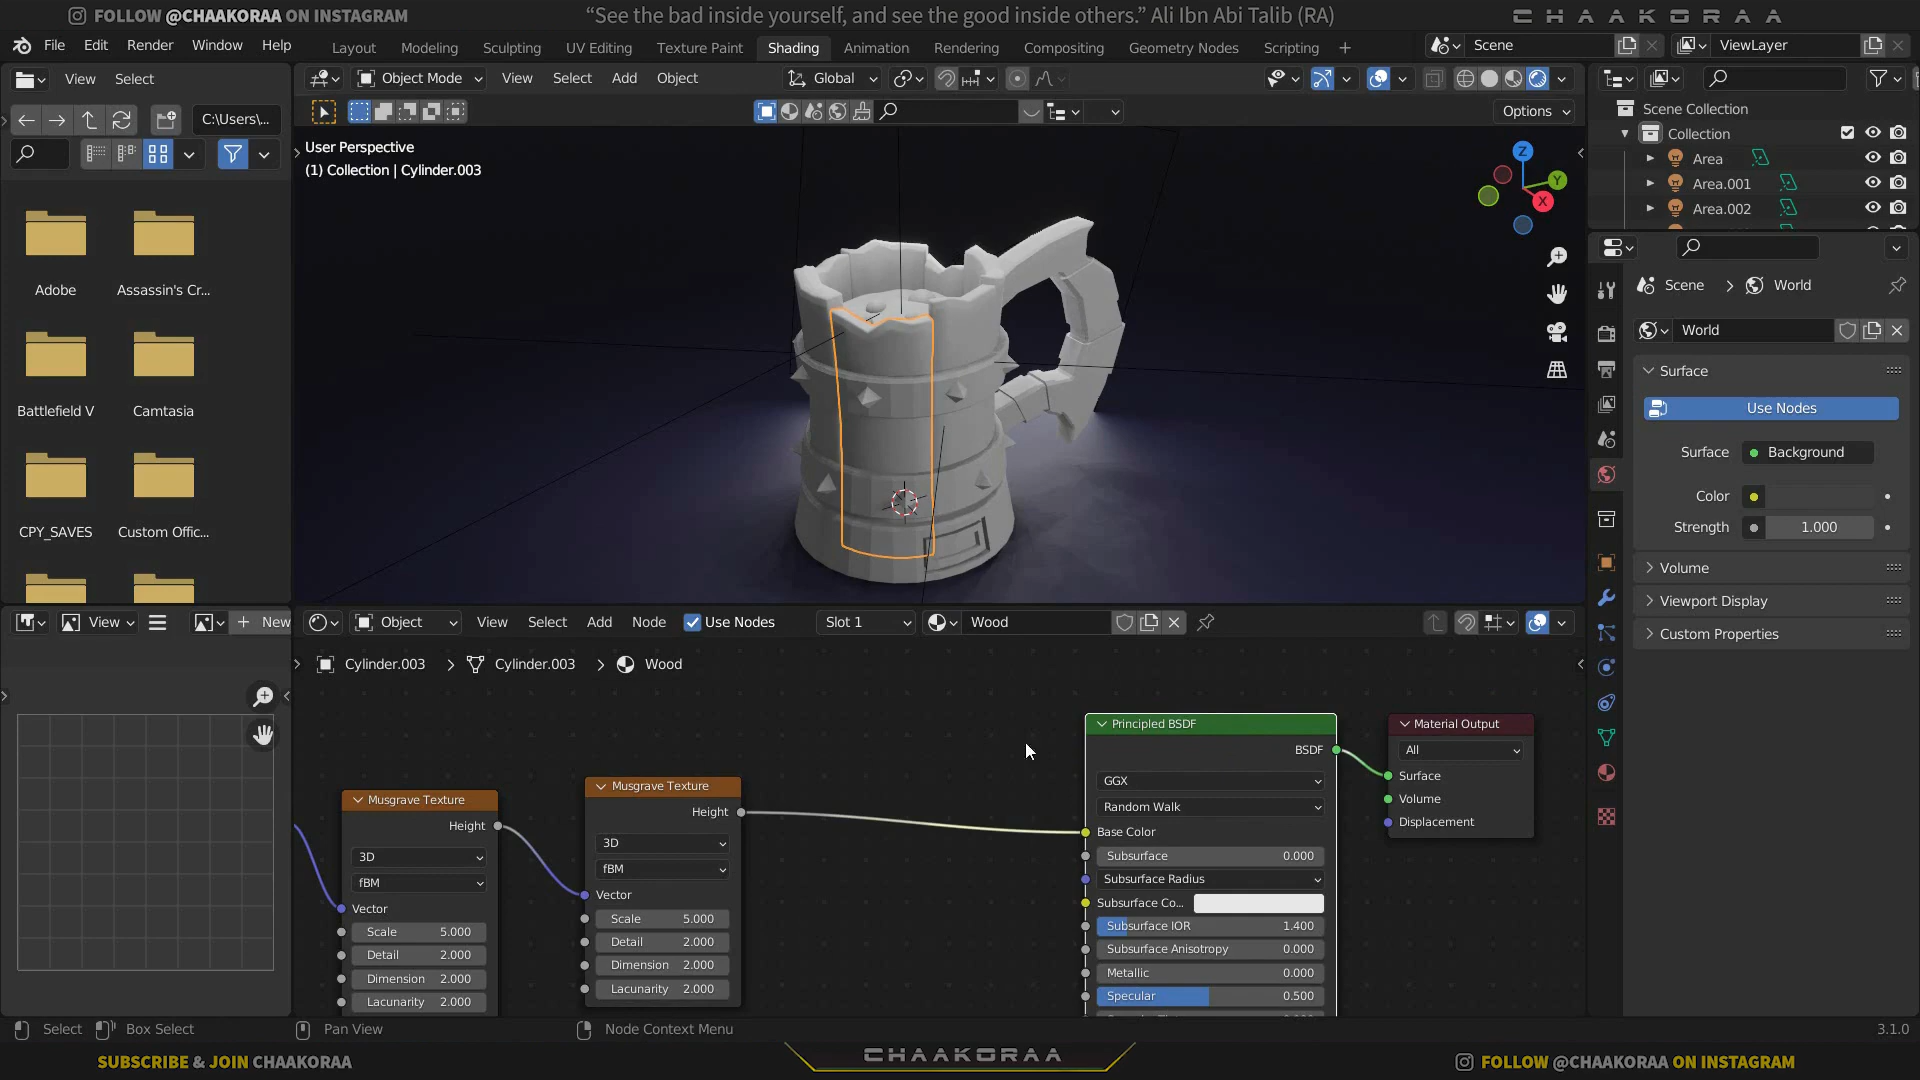 FOLLOW @CHAAKORAA ON INSTAGRAM
“See the bad inside yourself, and see the good inside others.” Ali Ibn Abi Talib (RA)
CHAAKORAA
File Edit Render Window Help
Layout Modeling Sculpting UV Editing Texture Paint Shading Animation Rendering Compositing Geometry Nodes Scripting +
Scene
ViewLayer
View Select
Object Mode View Select Add Object
Global
C:\Users\...
Options
User Perspective
(1) Collection | Cylinder.003
Z
Y
X
Scene Collection
Collection
Area
Area.001
Area.002
Adobe
Assassin's Cr...
Battlefield V
Camtasia
CPY_SAVES
Custom Offic...
Scene > World
World
Surface
Use Nodes
Surface Background
Color
Strength 1.000
Volume
Viewport Display
Custom Properties
View
+ New
Object View Select Add Node Use Nodes Slot 1 Wood
Cylinder.003 > Cylinder.003 > Wood
Musgrave Texture
Height
3D
fBM
Vector
Scale 5.000
Detail 2.000
Dimension 2.000
Lacunarity 2.000
Musgrave Texture
Height
3D
fBM
Vector
Scale 5.000
Detail 2.000
Dimension 2.000
Lacunarity 2.000
Principled BSDF
BSDF
GGX
Random Walk
Base Color
Subsurface 0.000
Subsurface Radius
Subsurface Co...
Subsurface IOR 1.400
Subsurface Anisotropy 0.000
Metallic 0.000
Specular 0.500
Material Output
All
Surface
Volume
Displacement
Select Box Select Pan View Node Context Menu 3.1.0
SUBSCRIBE & JOIN CHAAKORAA
CHAAKORAA
FOLLOW @CHAAKORAA ON INSTAGRAM